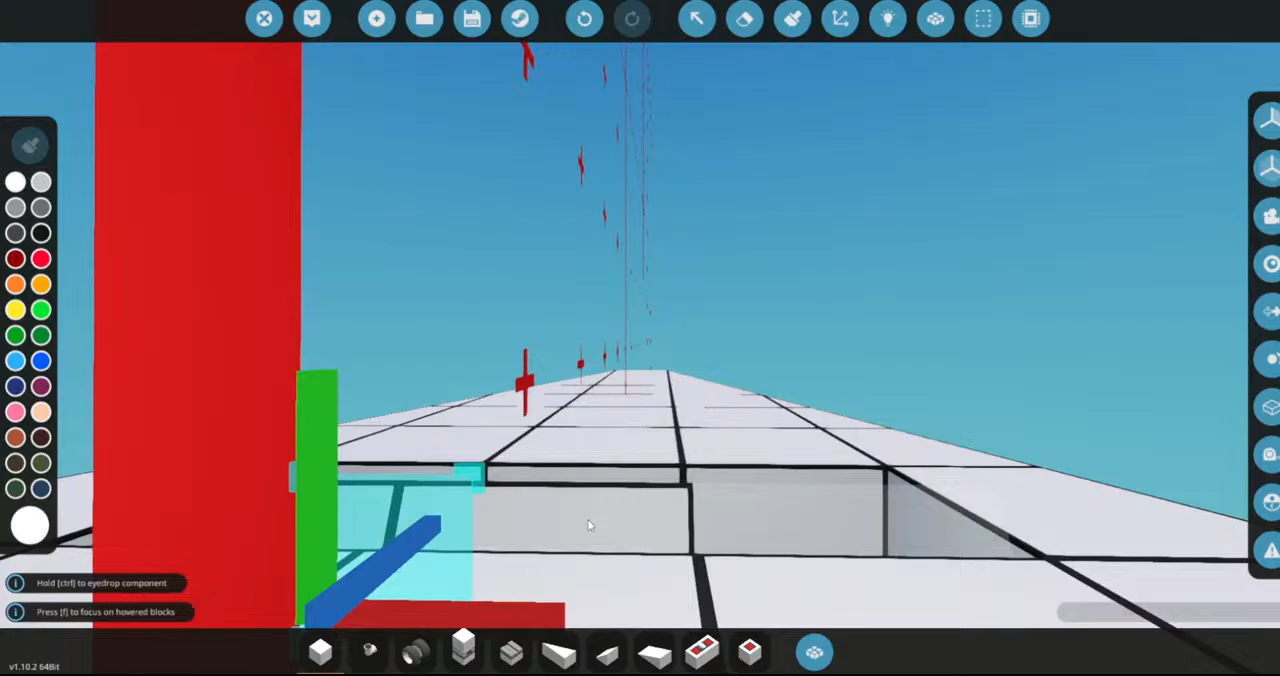 Hold [ctrl] to eyedrop component
Press [f] to focus on hovered blocks
v1.10.2 64Bit